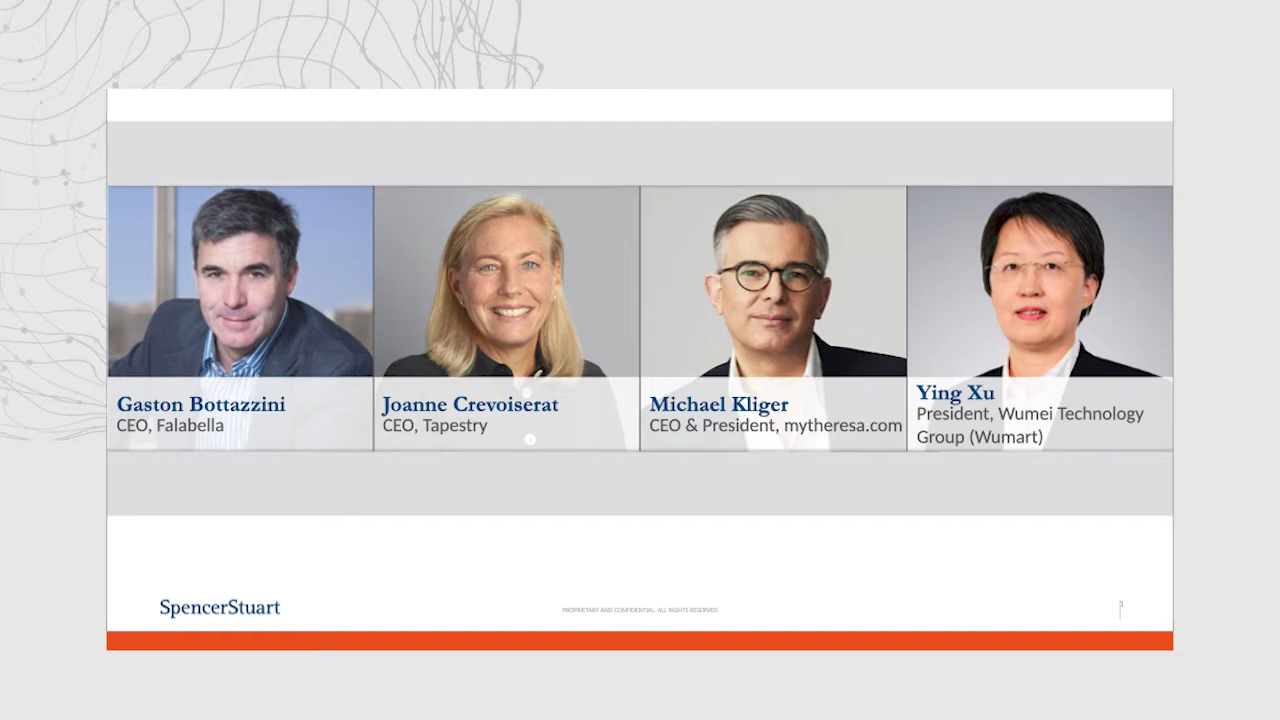 Gaston Bottazzini
CEO, Falabella
Joanne Crevoiserat
CEO, Tapestry
Michael Kliger
CEO & President, mytheresa.com
Ying Xu
President, Wumei Technology
Group (Wumart)
SpencerStuart
PROPRIETARY AND CONFIDENTIAL. ALL RIGHTS RESERVED
1